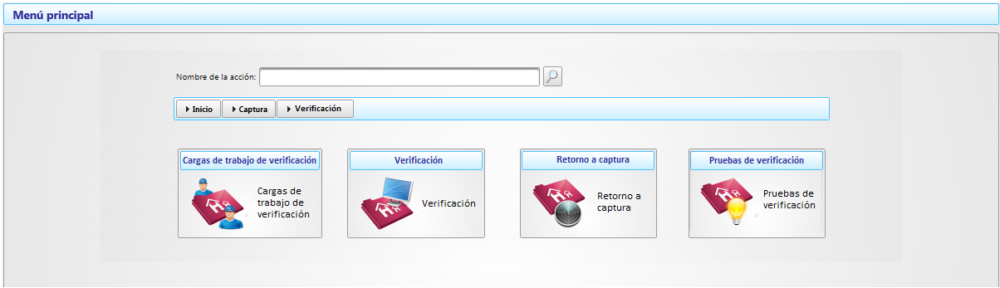 Menú principal
Nombre de la acción:
Inicio Captura Verificación
Cargas de trabajo de verificación
Cargas de
trabajo de
verificación
Verificación
Verificación
Retorno a captura
Retorno a
captura
Pruebas de verificación
Pruebas de
verificación